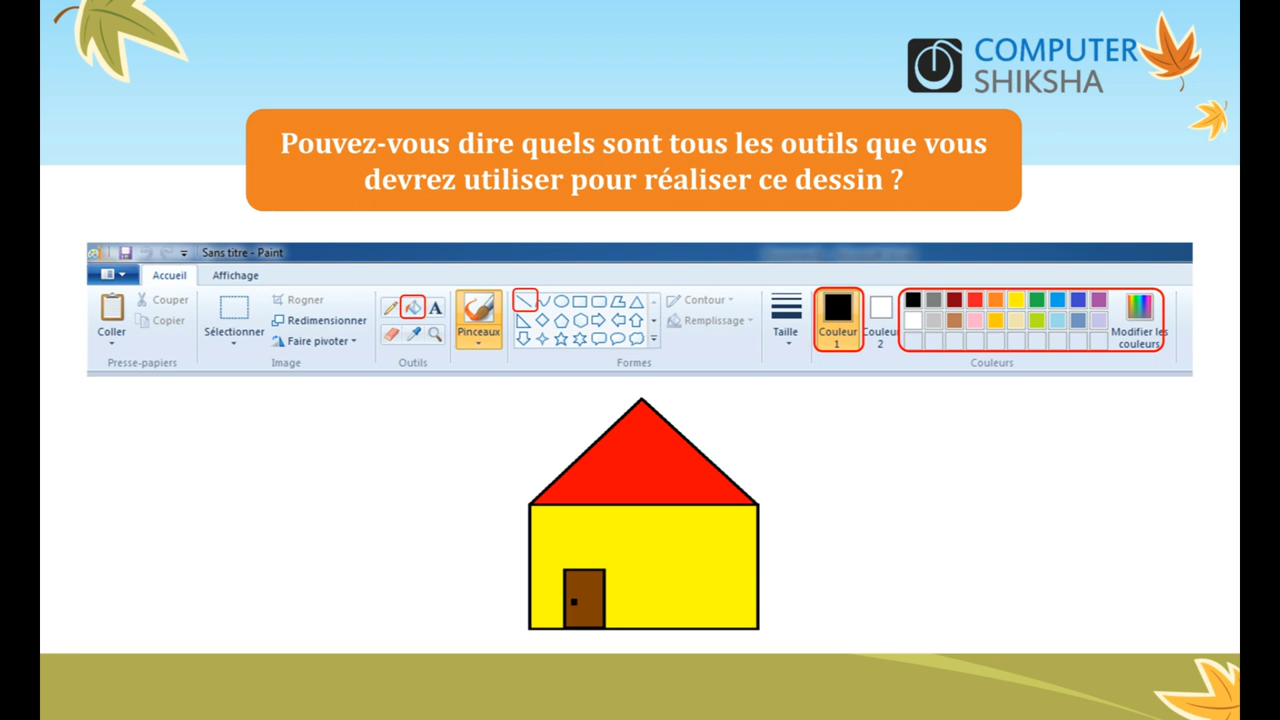 COMPUTER
SHIKSHA
Pouvez-vous dire quels sont tous les outils que vous
devrez utiliser pour réaliser ce dessin ?
Sans titre - Paint
Accueil
Affichage
Coller
Couper
Copier
Presse-papiers
Sélectionner
Rogner
Redimensionner
Faire pivoter
Image
A
Outils
Pinceaux
Contour
Remplissage
Formes
Taille
Couleur
1
Couleu
2
Modifier les
couleurs
Couleurs